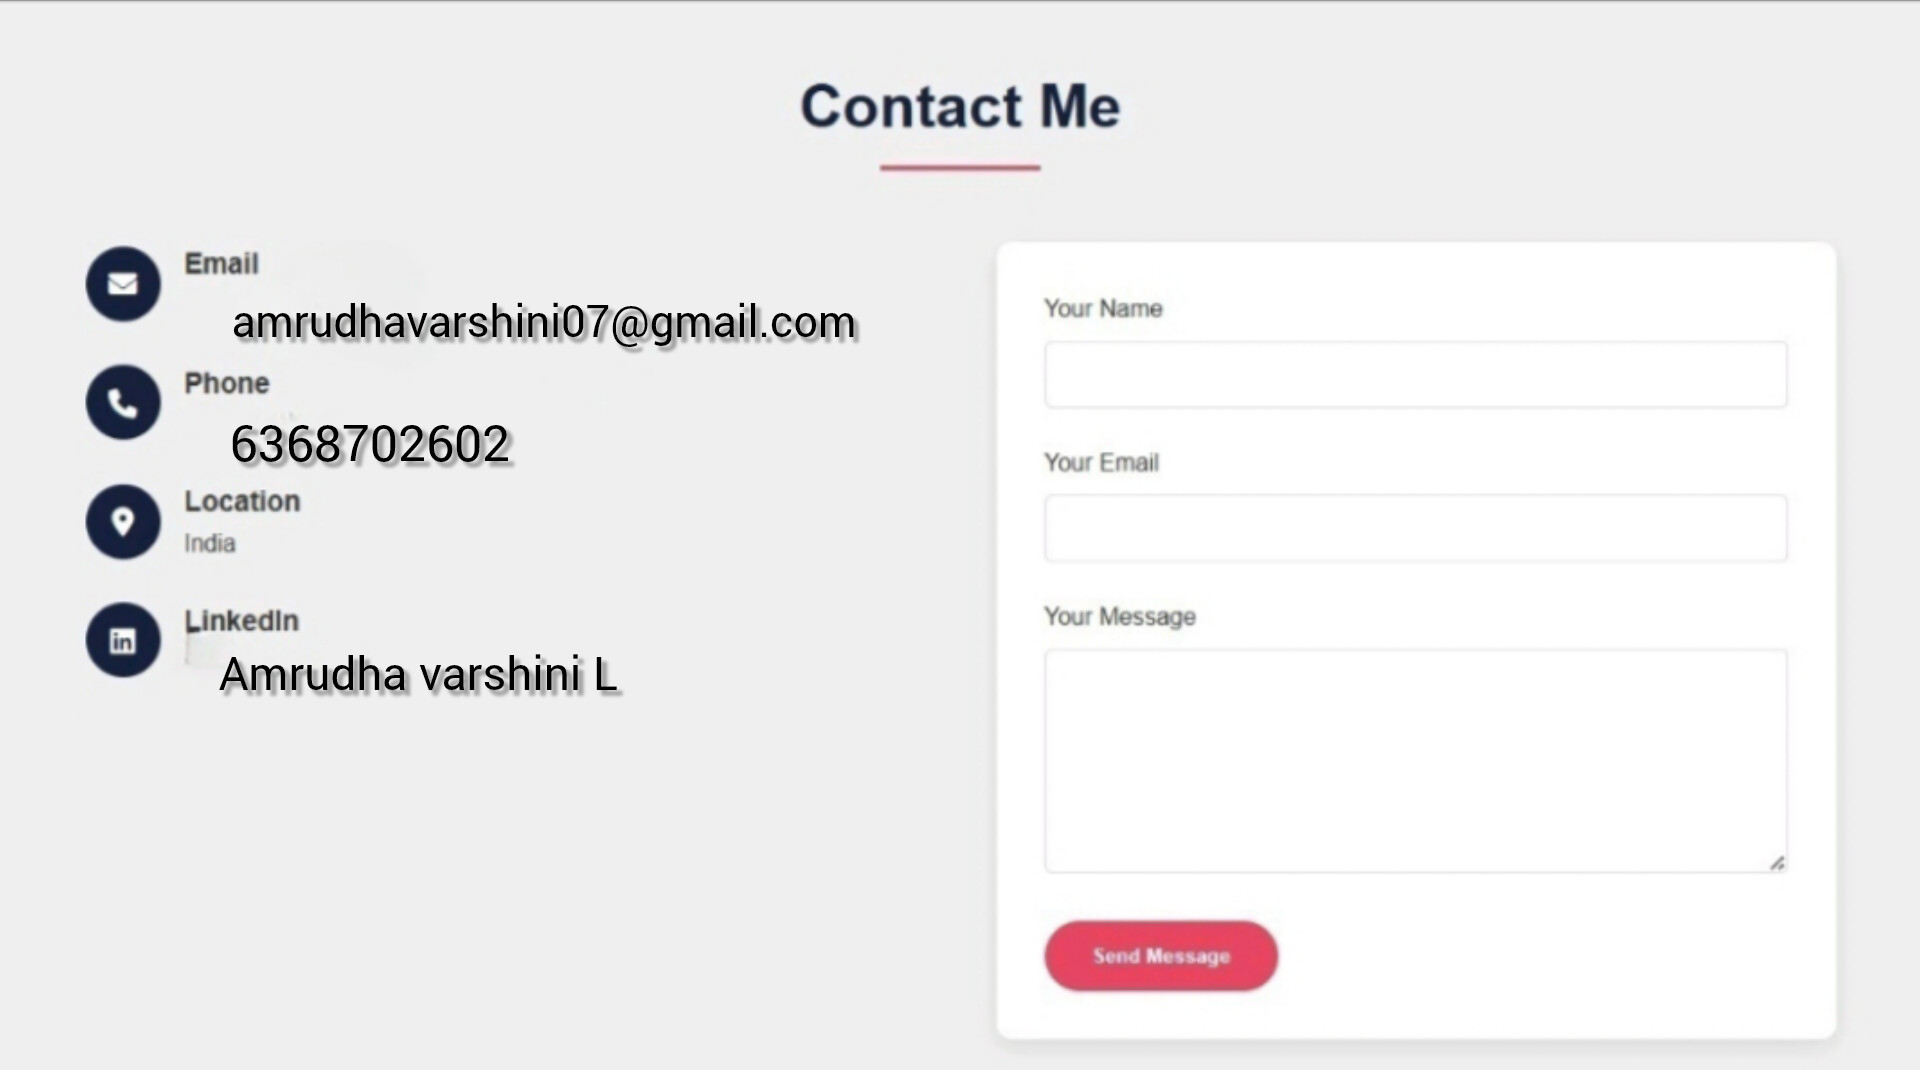 Contact Me
Email
amrudhavarshini07@gmail.com
Phone
6368702602
Location
India
LinkedIn
Amrudha varshini L
Your Name
Your Email
Your Message
Send Message